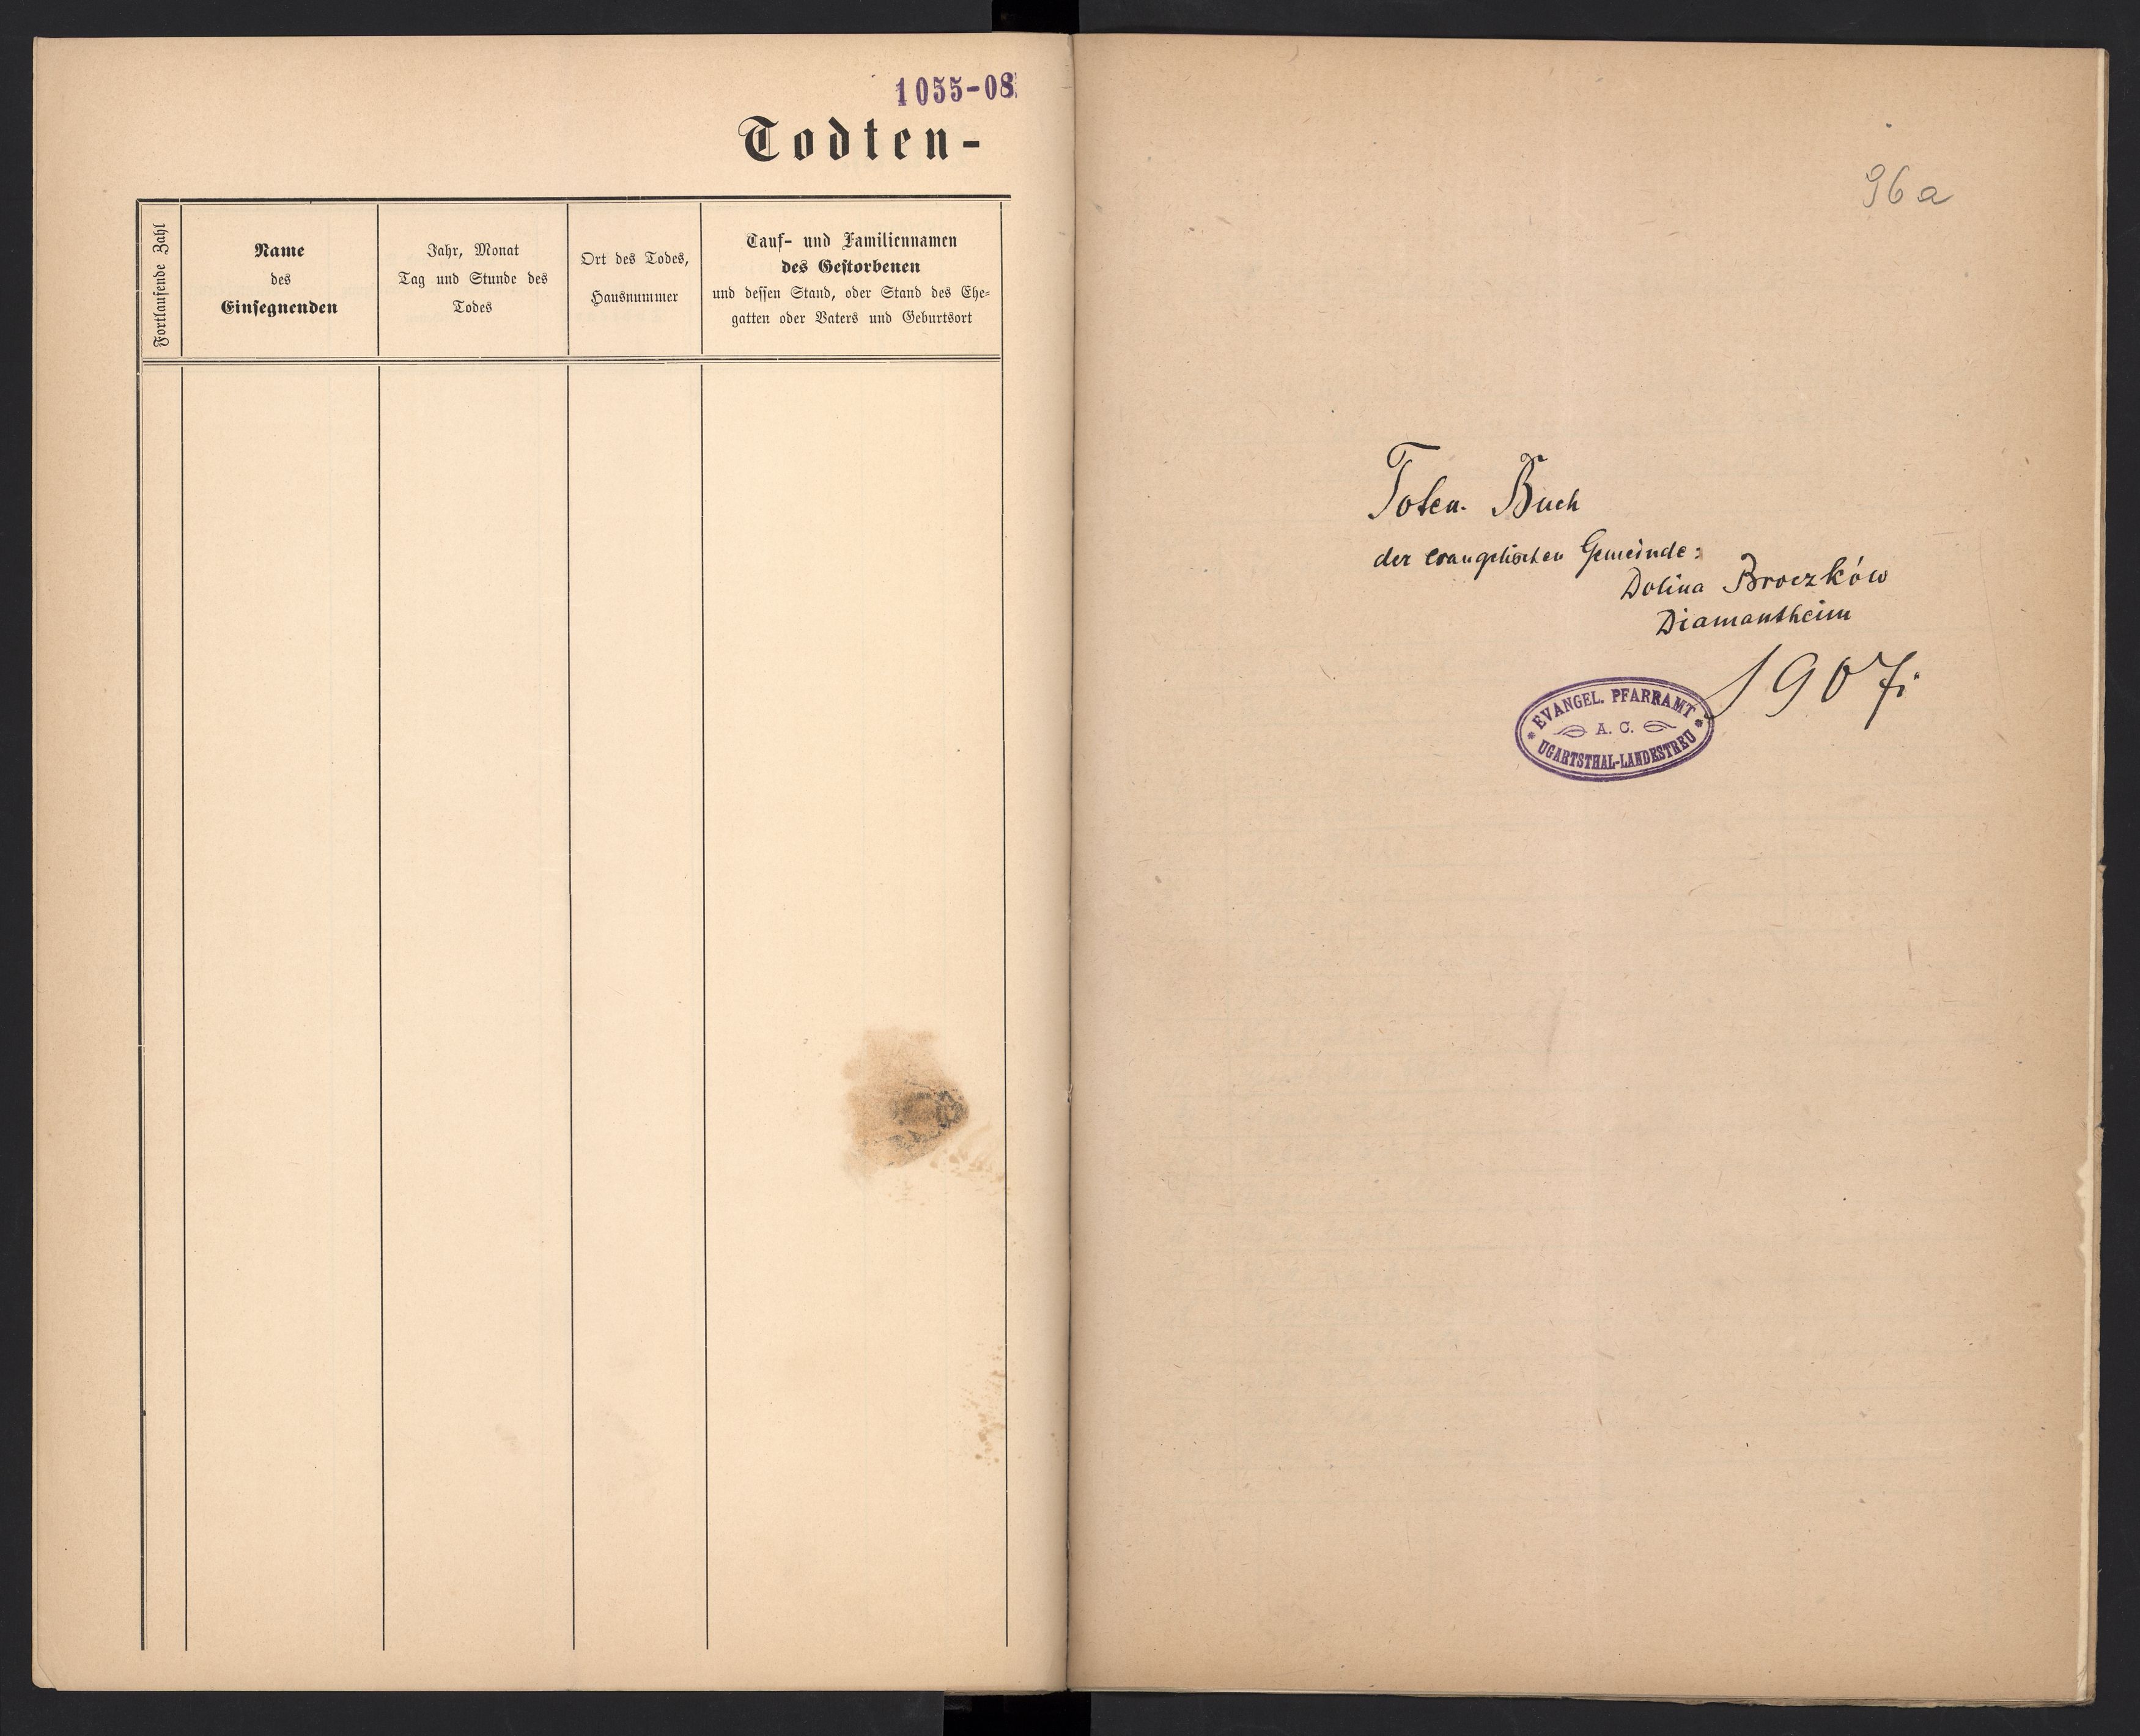 1055-08
Todten-
Fortlaufende Zahl
Name
des
Einsegnenden
Jahr, Monat
Tag und Stunde des
Todes
Ort des Todes,
Hausnummer
Tauf- und Familiennamen
des Gestorbenen
und dessen Stand, oder Stand des Ehe-
gatten oder Vaters und Geburtsort
96a
Toten- Buch
der evangelischen Gemeinde:
Dolina Broczków
Diamantheim
1907
EVANGEL. PFARRAMT
A. C.
UGARTSTHAL-LANDESTREU